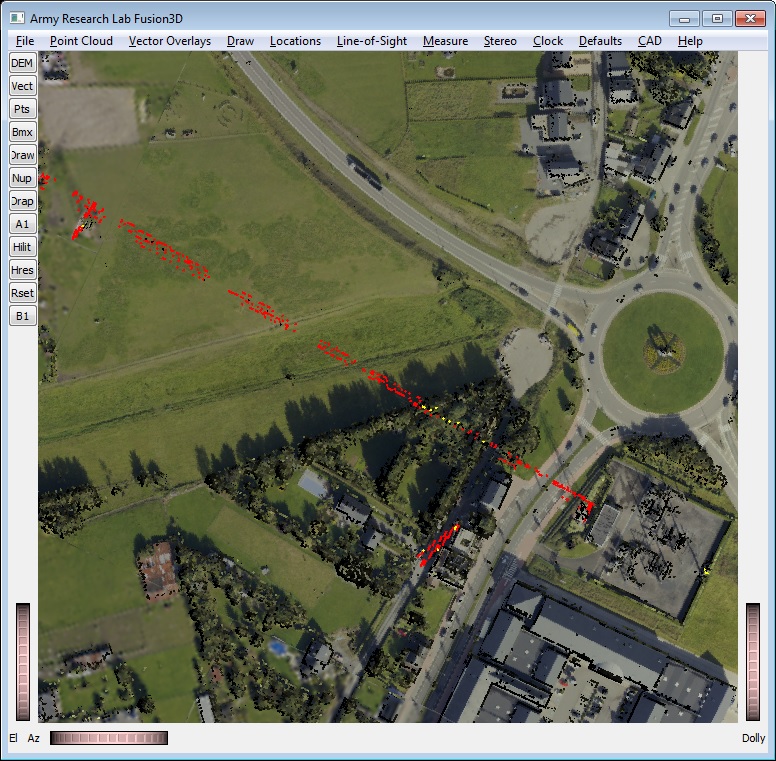 Army Research Lab Fusion3D
File Point Cloud Vector Overlays Draw Locations Line-of-Sight Measure Stereo Clock Defaults CAD Help
DEM
Vect
Pts
Bmx
Draw
Nup
Drap
A1
Hilit
Hres
Rset
B1
El Az Dolly